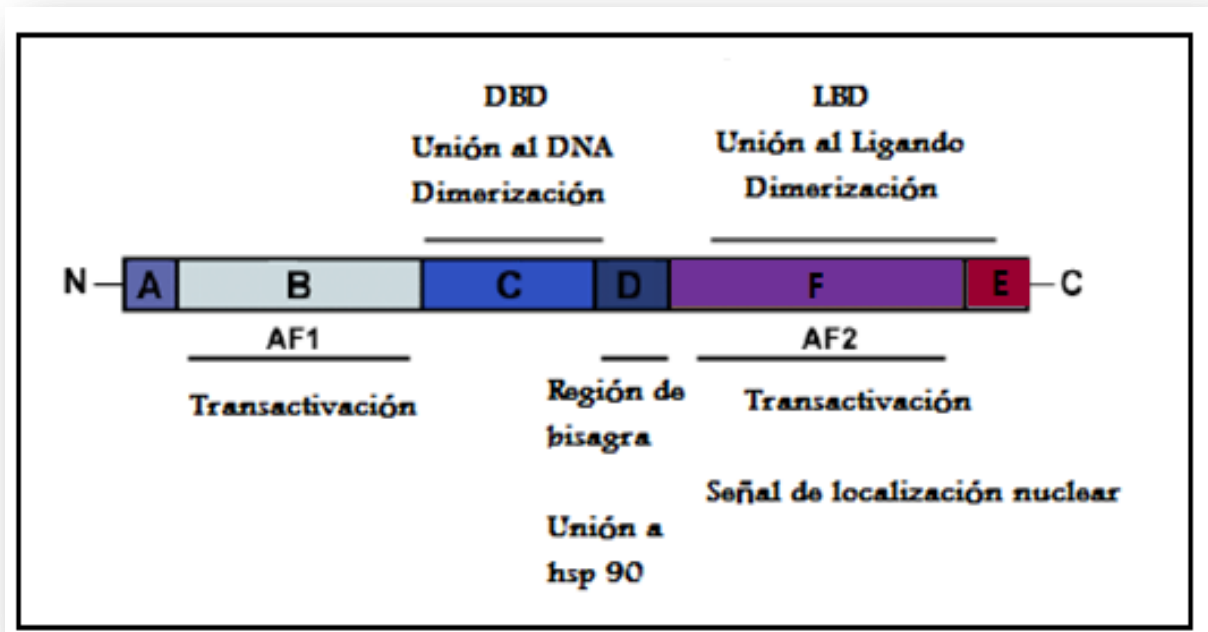 DBD
Unión al DNA
Dimerización
LBD
Unión al Ligando
Dimerización
N
A
B
C
D
F
E
C
AF1
AF2
Transactivación
Región de
bisagra
Transactivación
Señal de localización nuclear
Unión a
hsp 90